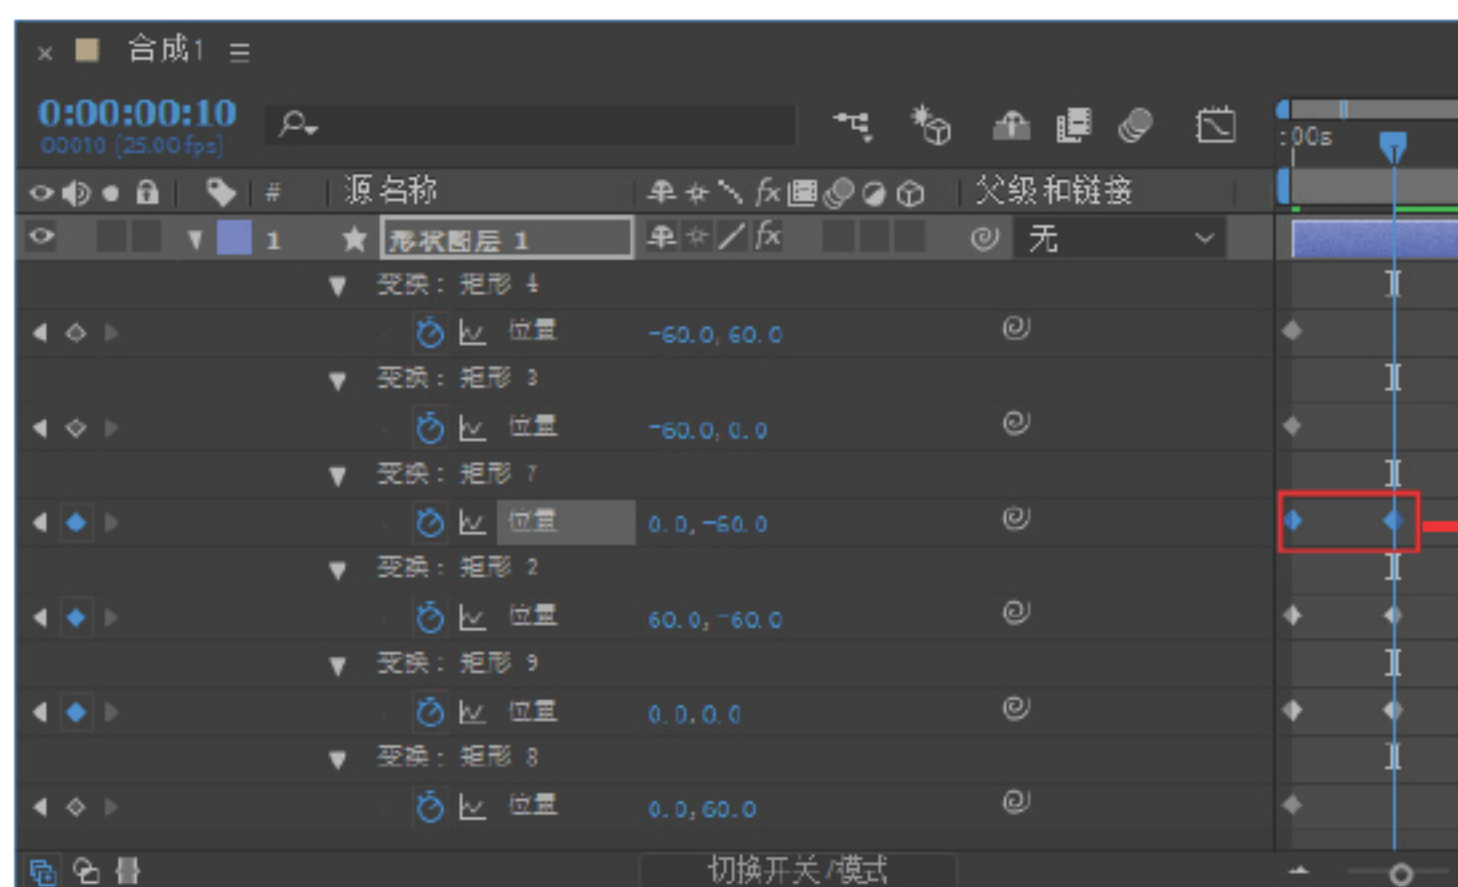 合成1
0:00:00:10
00010 (25.00 fps)
:00s
# 源名称 fx 父级和链接
1 形状图层 1 fx 无
变换：矩形 4
位置 -60.0, 60.0
变换：矩形 3
位置 -60.0, 0.0
变换：矩形 7
位置 0.0, -60.0
变换：矩形 2
位置 60.0, -60.0
变换：矩形 9
位置 0.0, 0.0
变换：矩形 8
位置 0.0, 60.0
切换开关/模式